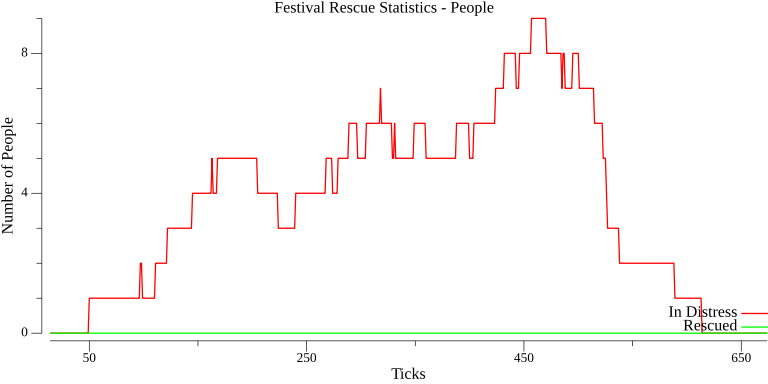 Festival Rescue Statistics - People
Number of People
8
4
0
In Distress
Rescued
50
250
450
650
Ticks